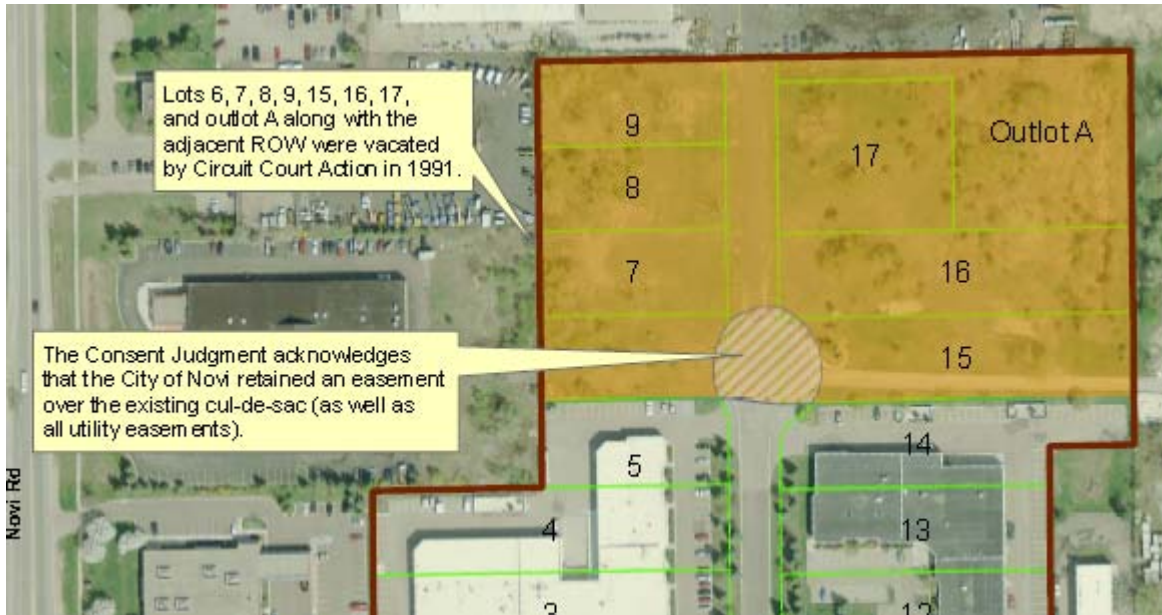 Lots 6, 7, 8, 9, 15, 16, 17,
and outlot A along with the
adjacent ROW were vacated
by Circuit Court Action in 1991.
9
17
Outlot A
8
7
16
The Consent Judgment acknowledges
that the City of Novi retained an easement
over the existing cul-de-sac (as well as
all utility easements).
15
14
5
4
13
3
12
Novi Rd